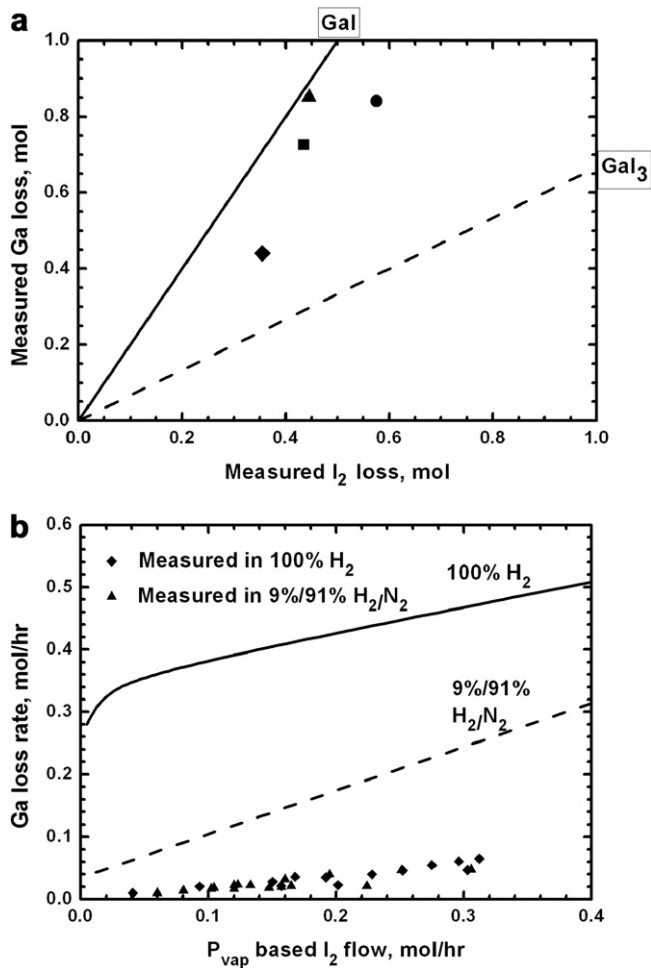 a
GaI
1.0
0.8
0.6
0.4
0.2
0.0
Measured Ga loss, mol
GaI3
0.0 0.2 0.4 0.6 0.8 1.0
Measured I2 loss, mol
b
0.6
0.5
0.4
0.3
0.2
0.1
0.0
Ga loss rate, mol/hr
Measured in 100% H2
Measured in 9%/91% H2/N2
100% H2
9%/91%
H2/N2
0.0 0.1 0.2 0.3 0.4
Pvap based I2 flow, mol/hr